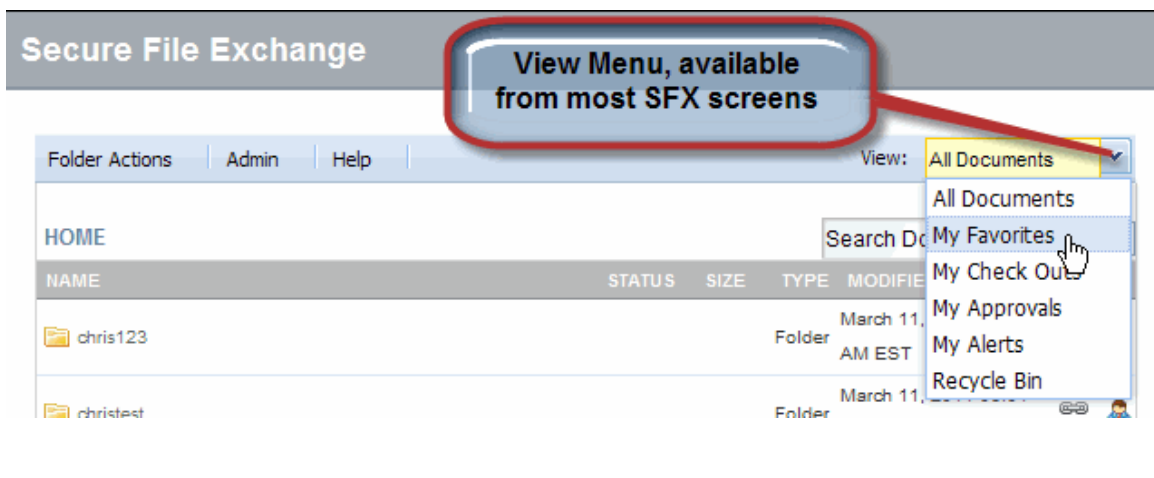 Secure File Exchange
View Menu, available
from most SFX screens
Folder Actions Admin Help View: All Documents
All Documents
My Favorites
My Check
My Approvals
My Alerts
Recycle Bin
HOME Search
NAME STATUS SIZE TYPE
chris123 Folder March 11,
AM EST
christest Folder March 11,